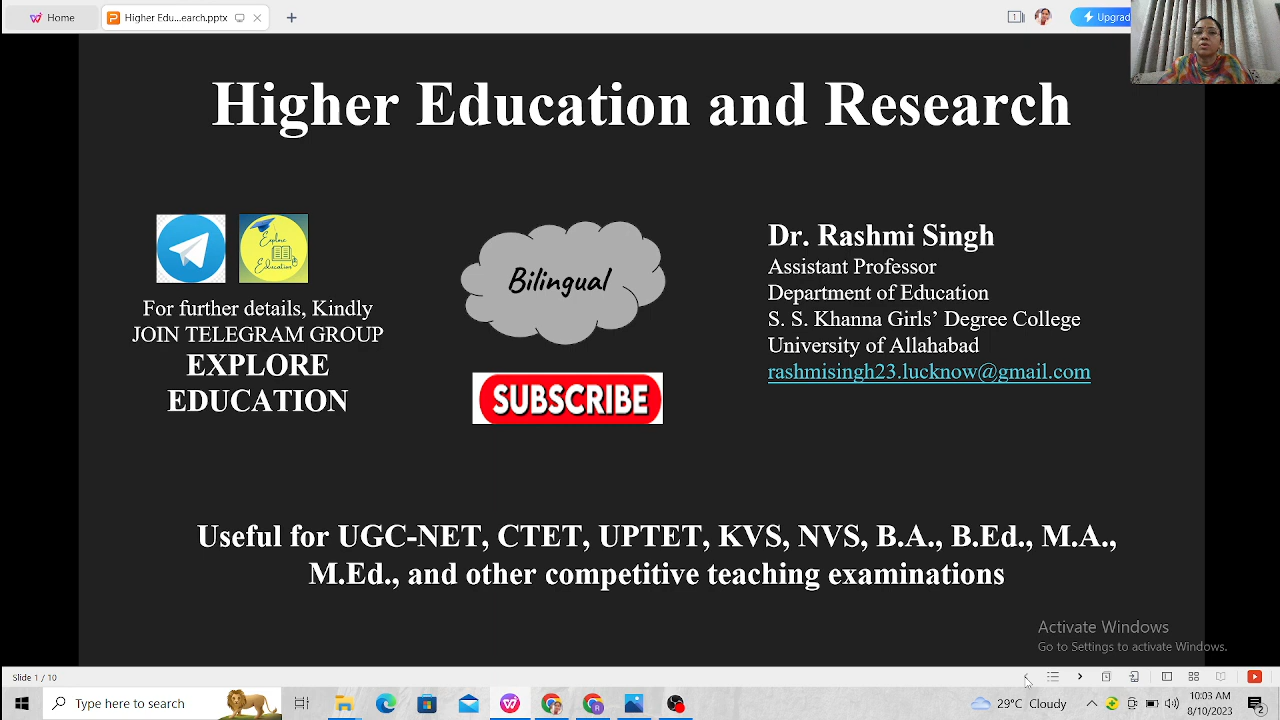 Home
Higher Edu...earch.pptx
1
Upgrad
Higher Education and Research
Explore
Education
For further details, Kindly
JOIN TELEGRAM GROUP
EXPLORE
EDUCATION
Bilingual
SUBSCRIBE
Dr. Rashmi Singh
Assistant Professor
Department of Education
S. S. Khanna Girls’ Degree College
University of Allahabad
rashmisingh23.lucknow@gmail.com
Useful for UGC-NET, CTET, UPTET, KVS, NVS, B.A., B.Ed., M.A.,
M.Ed., and other competitive teaching examinations
Activate Windows
Go to Settings to activate Windows.
Slide 1 / 10
Type here to search
29°C Cloudy
10:03 AM
8/10/2023
2